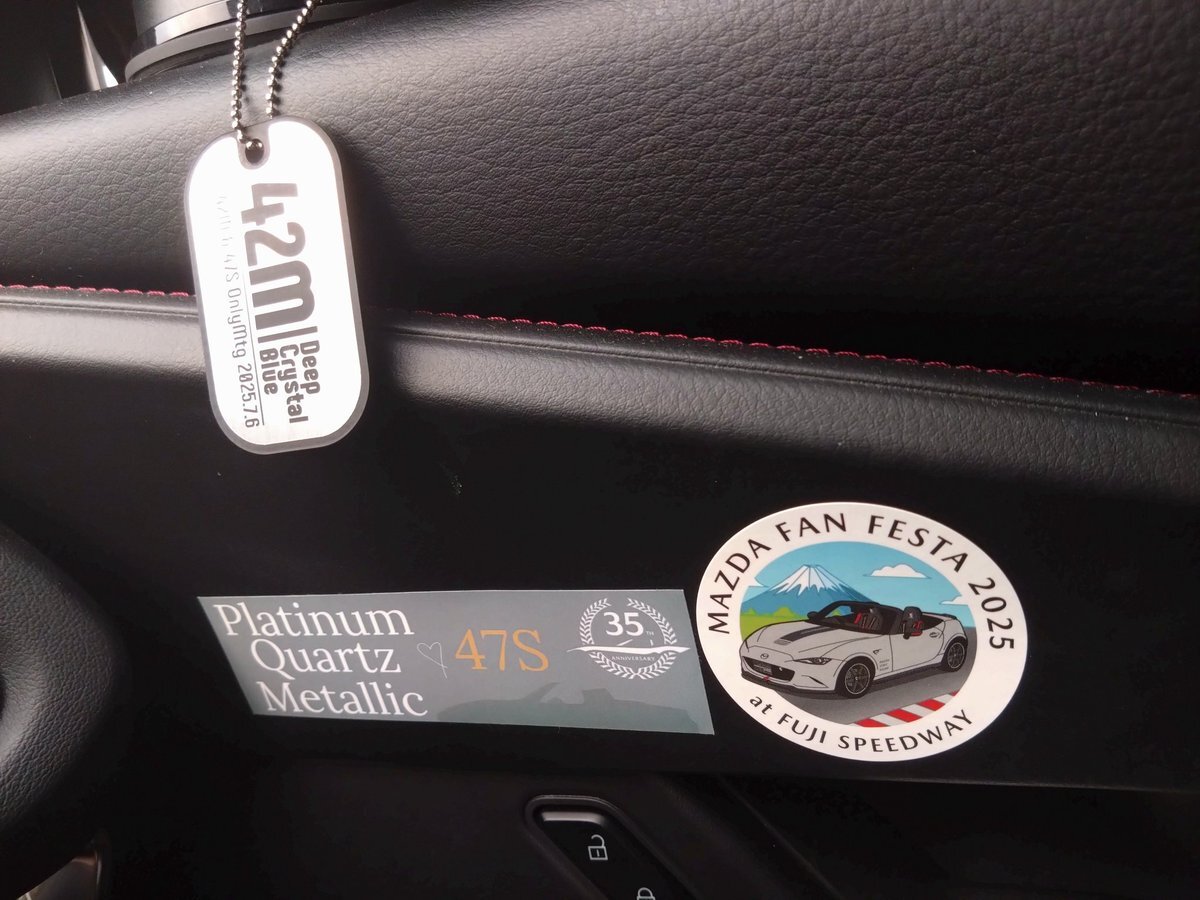 42M
Deep
Crystal
Blue
47S OnlyMtg 2025.7.6
Platinum
Quartz
Metallic
47S
35TH
ANNIVERSARY
MAZDA FAN FESTA 2025
at FUJI SPEEDWAY